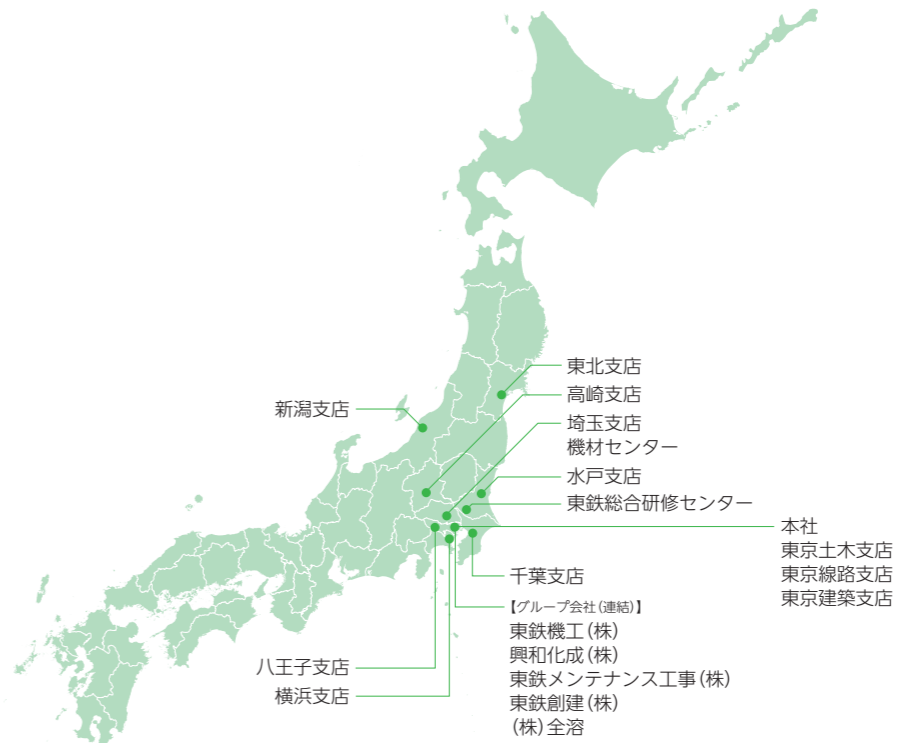 東北支店
高崎支店
新潟支店
埼玉支店
機材センター
水戸支店
東鉄総合研修センター
本社
東京土木支店
東京線路支店
東京建築支店
千葉支店
【グループ会社(連結)】
東鉄機工(株)
興和化成(株)
東鉄メンテナンス工事(株)
東鉄創建(株)
(株)全溶
八王子支店
横浜支店